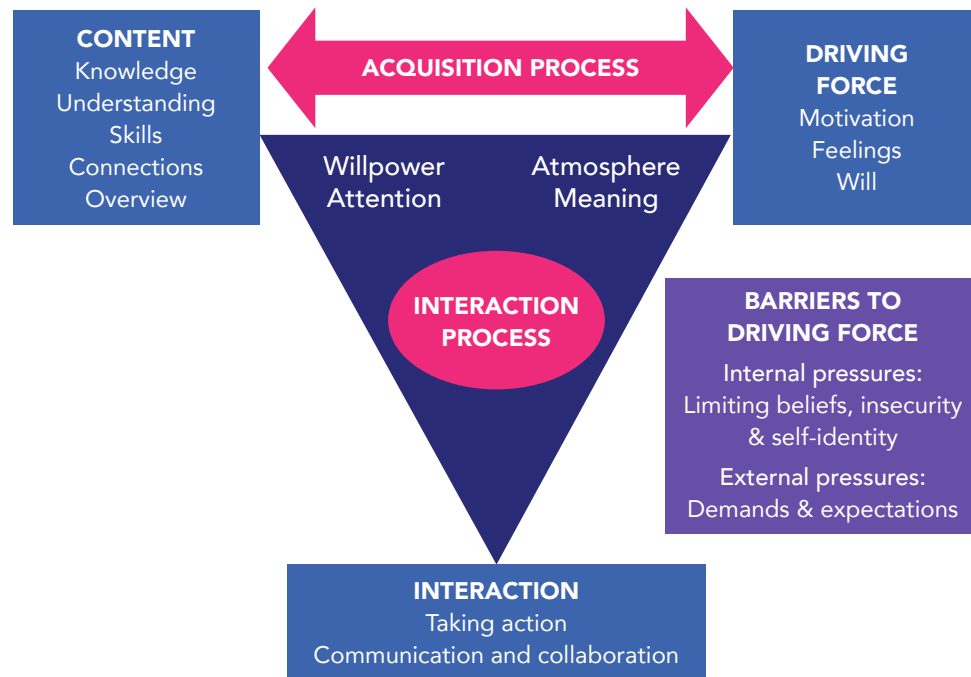 CONTENT
Knowledge
Understanding
Skills
Connections
Overview
ACQUISITION PROCESS
DRIVING
FORCE
Motivation
Feelings
Will
Willpower
Attention
Atmosphere
Meaning
INTERACTION
PROCESS
BARRIERS TO
DRIVING FORCE
Internal pressures:
Limiting beliefs, insecurity
& self-identity
External pressures:
Demands & expectations
INTERACTION
Taking action
Communication and collaboration